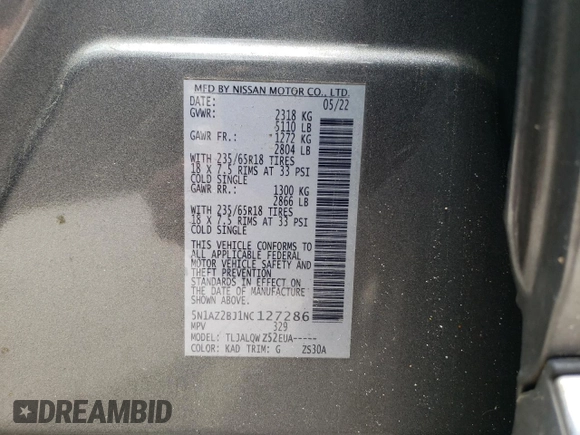 MFD BY NISSAN MOTOR CO., LTD.
DATE: 05/22
GVWR: 2318 KG
5110 LB
GAWR FR.: 1272 KG
2804 LB
WITH 235/65R18 TIRES
18 X 7.5 RIMS AT 33 PSI
COLD SINGLE
GAWR RR.: 1300 KG
2866 LB
WITH 235/65R18 TIRES
18 X 7.5 RIMS AT 33 PSI
COLD SINGLE
THIS VEHICLE CONFORMS TO
ALL APPLICABLE FEDERAL
MOTOR VEHICLE SAFETY AND
THEFT PREVENTION
STANDARDS IN EFFECT ON
THE DATE OF MANUFACTURE
SHOWN ABOVE.
5N1AZ2BJ1NC127286
MPV 329
MODEL: TLJALQWZ52EUA-----
COLOR: KAD TRIM: G ZS30A
DREAMBID